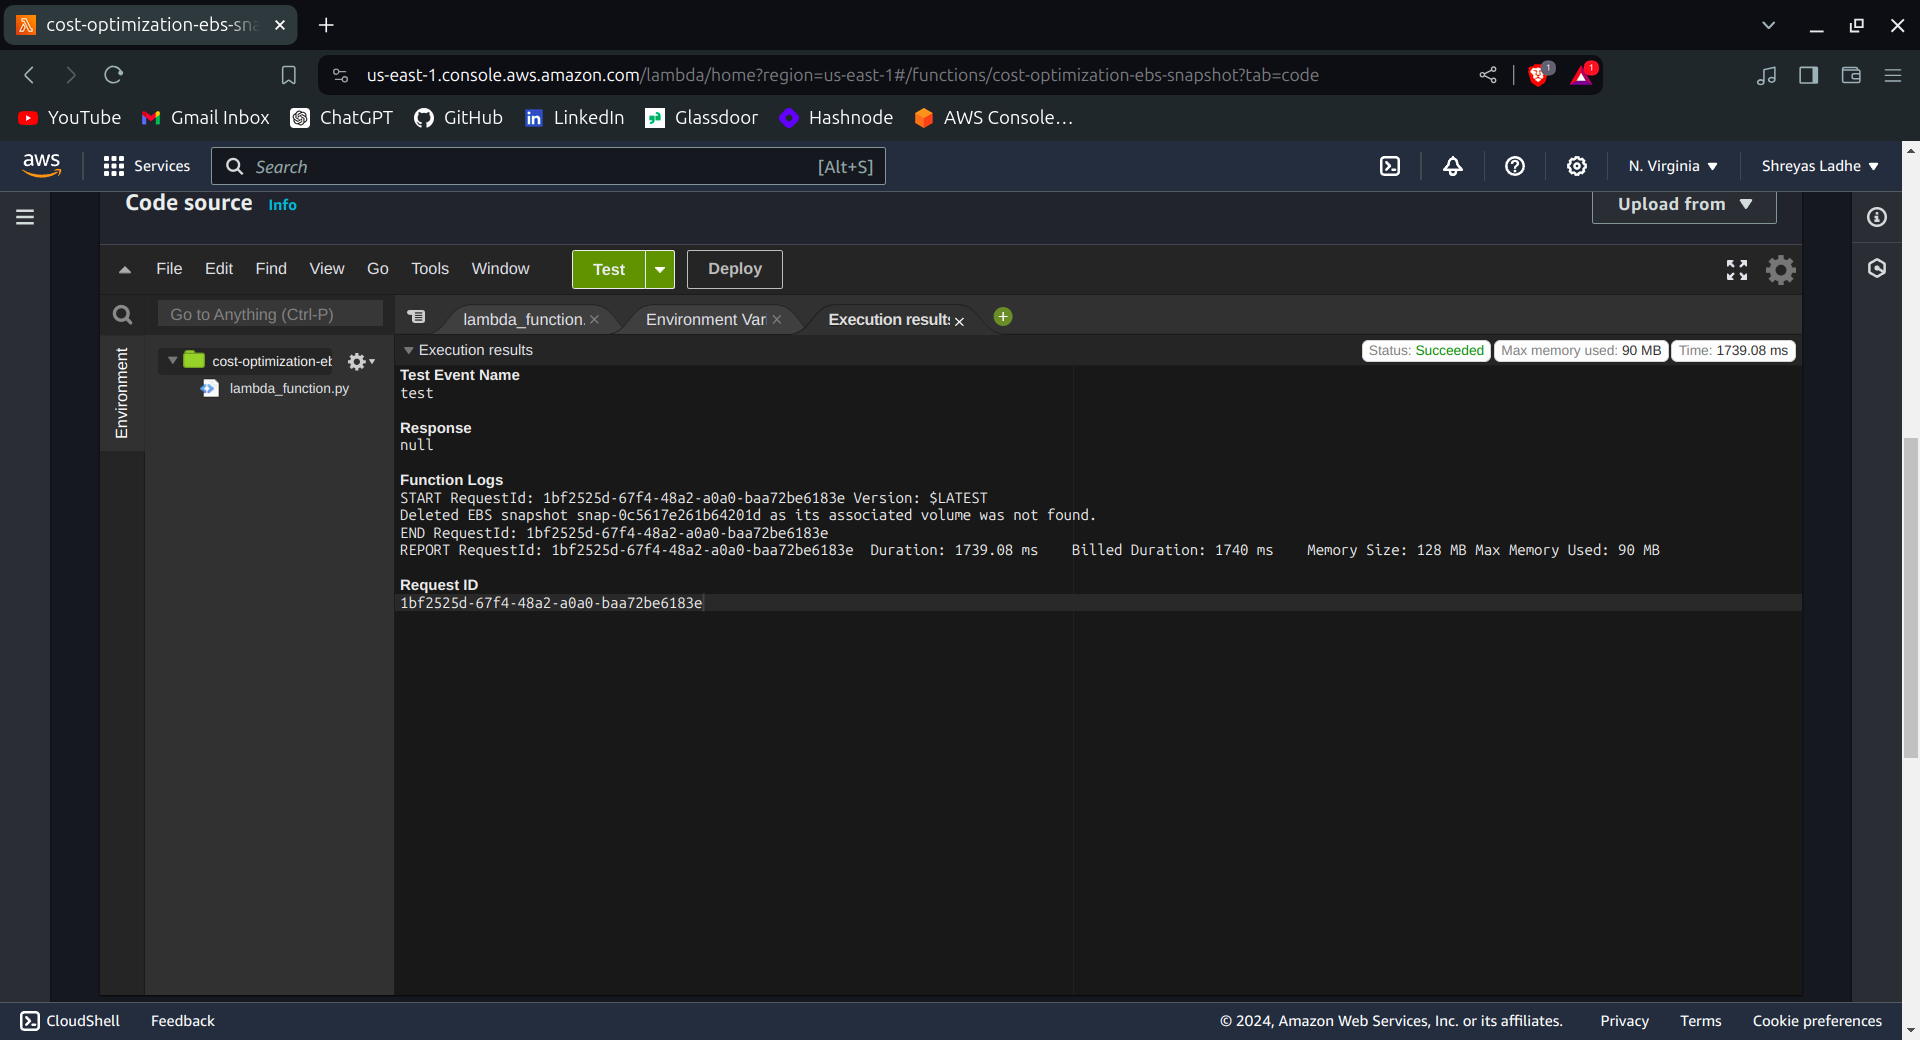 cost-optimization-ebs-sna
us-east-1.console.aws.amazon.com/lambda/home?region=us-east-1#/functions/cost-optimization-ebs-snapshot?tab=code
1
1
YouTube
Gmail Inbox
ChatGPT
GitHub
LinkedIn
Glassdoor
Hashnode
AWS Console…
aws
Services
Search
[Alt+S]
N. Virginia
Shreyas Ladhe
Code source
Info
Upload from
File
Edit
Find
View
Go
Tools
Window
Test
Deploy
Go to Anything (Ctrl-P)
lambda_function.
Environment Var
Execution results
Environment
cost-optimization-eb
lambda_function.py
Execution results
Status: Succeeded
Max memory used: 90 MB
Time: 1739.08 ms
Test Event Name
test
Response
null
Function Logs
START RequestId: 1bf2525d-67f4-48a2-a0a0-baa72be6183e Version: $LATEST
Deleted EBS snapshot snap-0c5617e261b64201d as its associated volume was not found.
END RequestId: 1bf2525d-67f4-48a2-a0a0-baa72be6183e
REPORT RequestId: 1bf2525d-67f4-48a2-a0a0-baa72be6183e Duration: 1739.08 ms Billed Duration: 1740 ms Memory Size: 128 MB Max Memory Used: 90 MB
Request ID
1bf2525d-67f4-48a2-a0a0-baa72be6183e
CloudShell
Feedback
© 2024, Amazon Web Services, Inc. or its affiliates.
Privacy
Terms
Cookie preferences